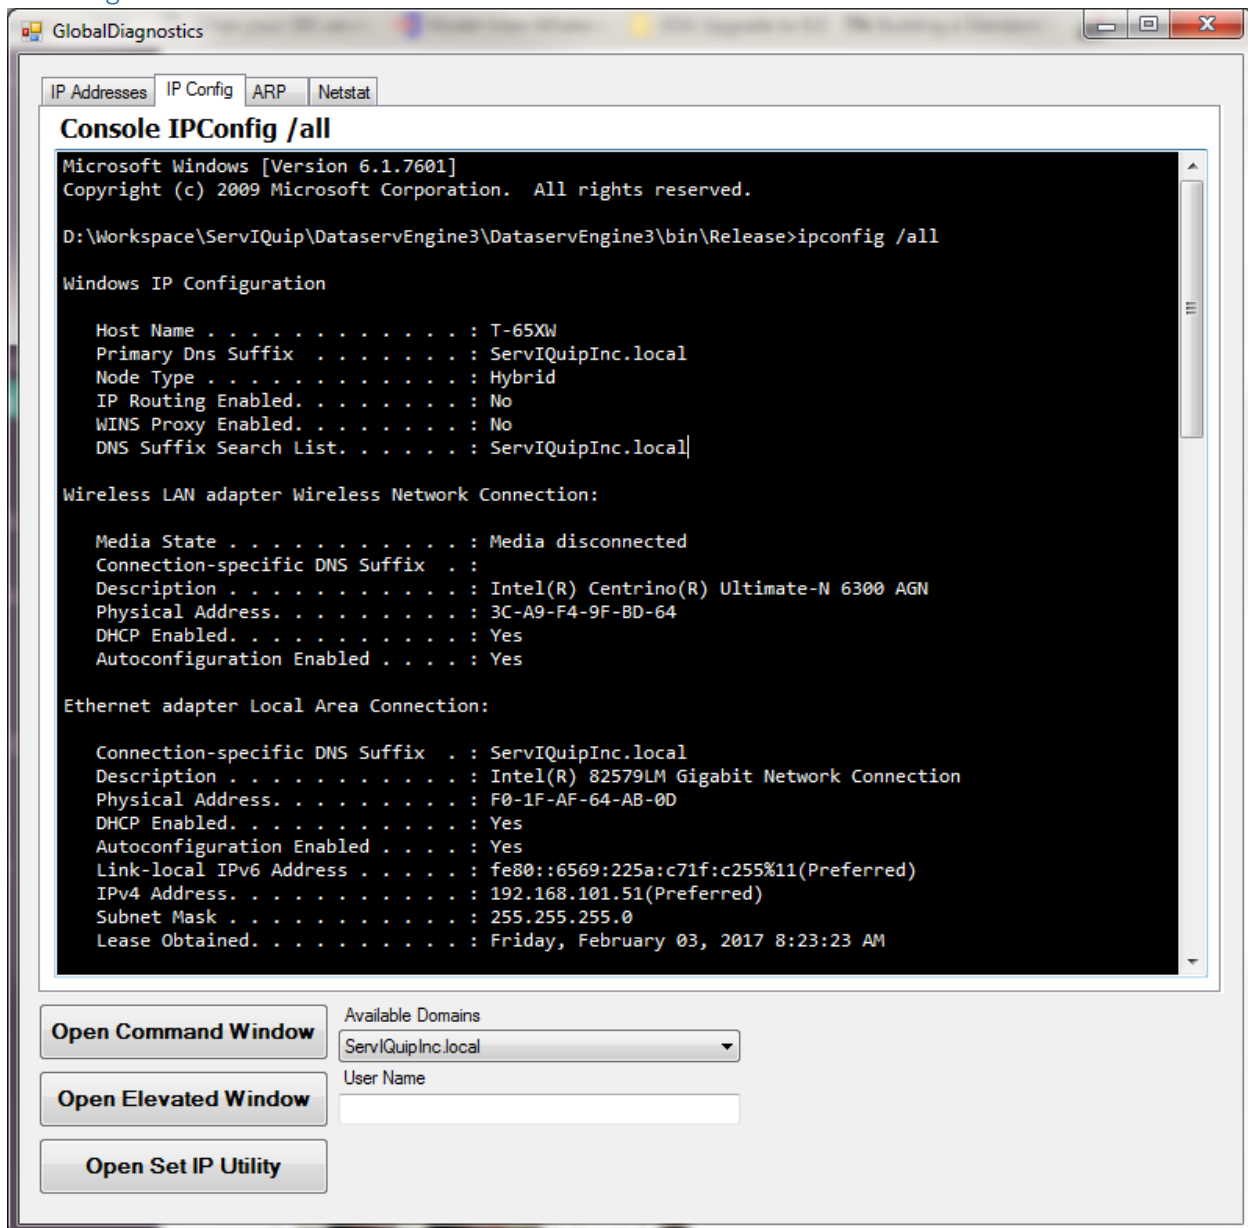 GlobalDiagnostics
IP Addresses IP Config ARP Netstat
Console IPConfig /all
Microsoft Windows [Version 6.1.7601]
Copyright (c) 2009 Microsoft Corporation.  All rights reserved.
D:\Workspace\ServIQuip\DataservEngine3\DataservEngine3\bin\Release>ipconfig /all
Windows IP Configuration
Host Name . . . . . . . . . . . . : T-65XW
Primary Dns Suffix  . . . . . . . : ServIQuipInc.local
Node Type . . . . . . . . . . . . : Hybrid
IP Routing Enabled. . . . . . . . : No
WINS Proxy Enabled. . . . . . . . : No
DNS Suffix Search List. . . . . . : ServIQuipInc.local
Wireless LAN adapter Wireless Network Connection:
Media State . . . . . . . . . . . : Media disconnected
Connection-specific DNS Suffix  . :
Description . . . . . . . . . . . : Intel(R) Centrino(R) Ultimate-N 6300 AGN
Physical Address. . . . . . . . . : 3C-A9-F4-9F-BD-64
DHCP Enabled. . . . . . . . . . . : Yes
Autoconfiguration Enabled . . . . : Yes
Ethernet adapter Local Area Connection:
Connection-specific DNS Suffix  . : ServIQuipInc.local
Description . . . . . . . . . . . : Intel(R) 82579LM Gigabit Network Connection
Physical Address. . . . . . . . . : F0-1F-AF-64-AB-0D
DHCP Enabled. . . . . . . . . . . : Yes
Autoconfiguration Enabled . . . . : Yes
Link-local IPv6 Address . . . . . : fe80::6569:225a:c71f:c255%11(Preferred)
IPv4 Address. . . . . . . . . . . : 192.168.101.51(Preferred)
Subnet Mask . . . . . . . . . . . : 255.255.255.0
Lease Obtained. . . . . . . . . . : Friday, February 03, 2017 8:23:23 AM
Open Command Window
Available Domains
ServIQuipInc.local
Open Elevated Window
User Name
Open Set IP Utility